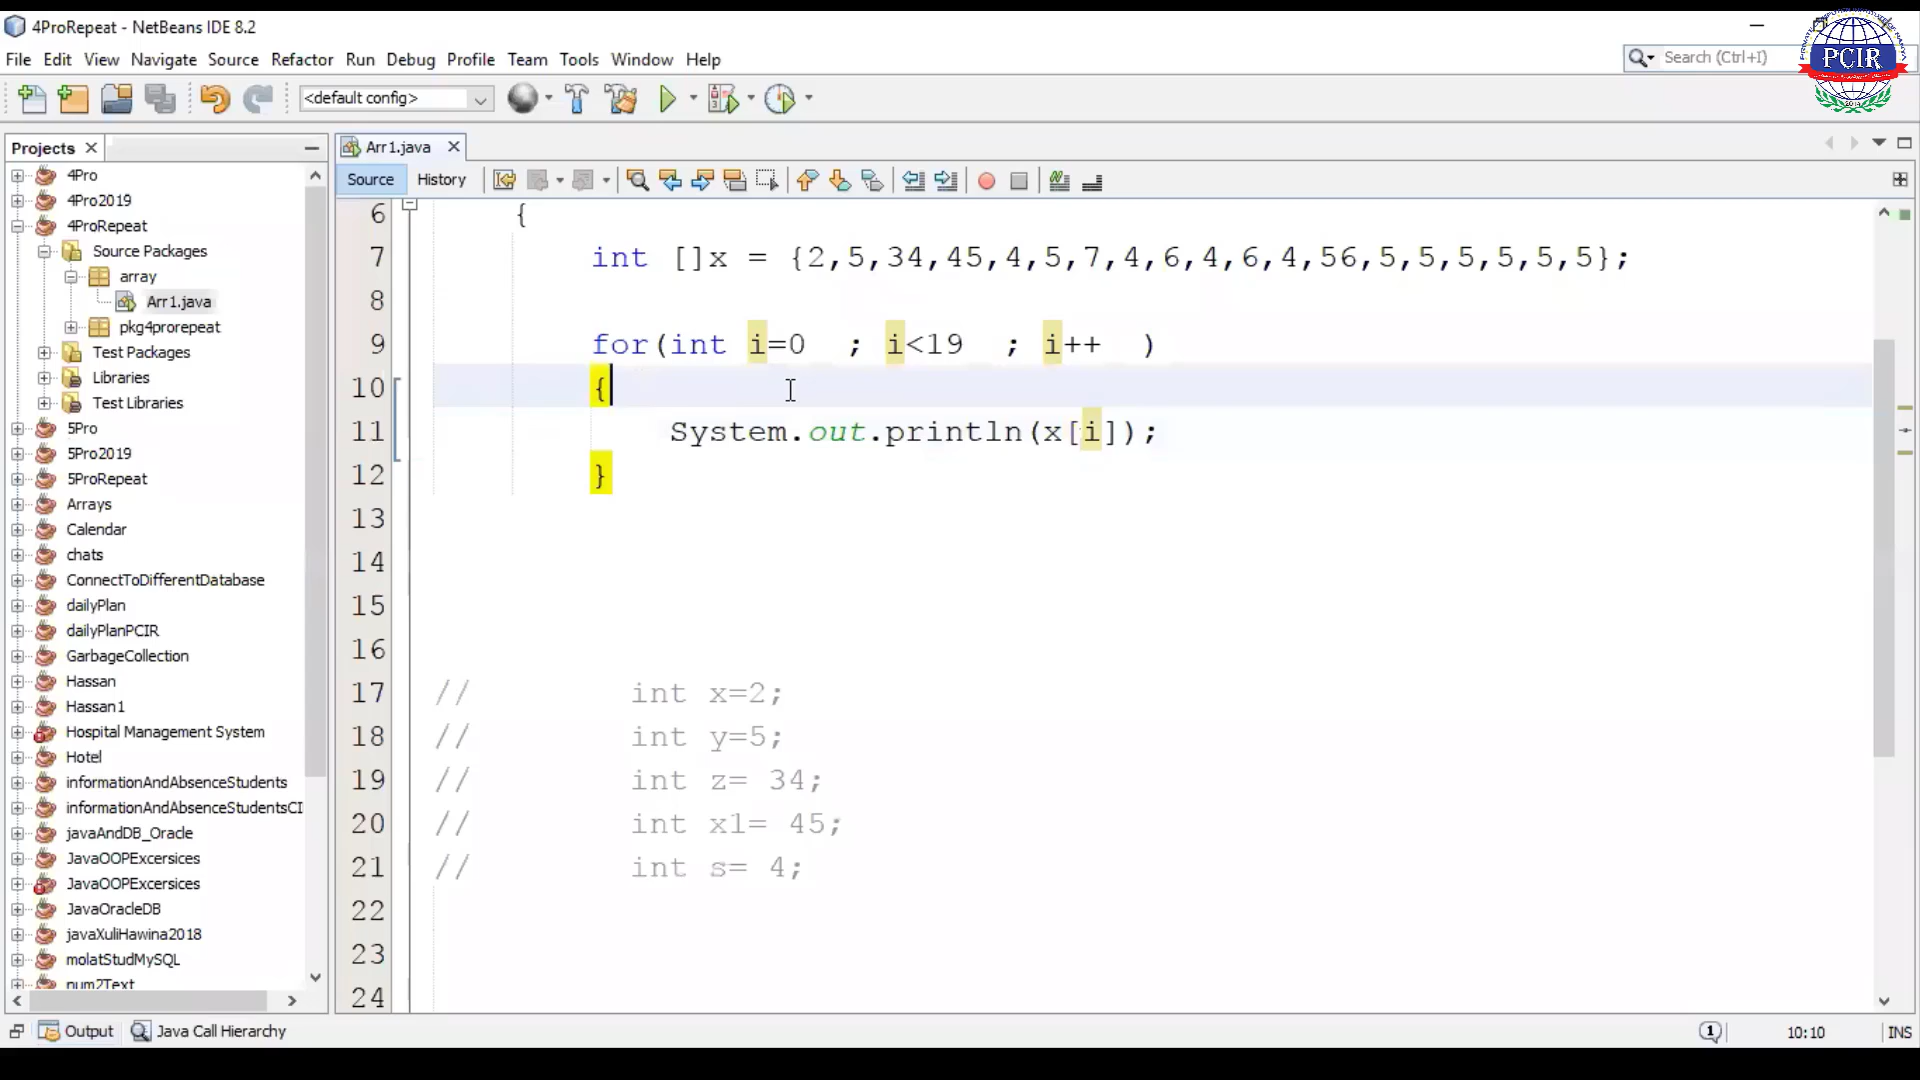 4ProRepeat - NetBeans IDE 8.2
File Edit View Navigate Source Refactor Run Debug Profile Team Tools Window Help
Search (Ctrl+I)
PCIR
2014
<default config>
Projects
Arr1.java
Source History
4Pro
4Pro2019
4ProRepeat
Source Packages
array
Arr1.java
pkg4prorepeat
Test Packages
Libraries
Test Libraries
5Pro
5Pro2019
5ProRepeat
Arrays
Calendar
chats
ConnectToDifferentDatabase
dailyPlan
dailyPlanPCIR
GarbageCollection
Hassan
Hassan1
Hospital Management System
Hotel
informationAndAbsenceStudents
informationAndAbsenceStudentsCI
javaAndDB_Oracle
JavaOOPExcersices
JavaOOPExcersices
JavaOracleDB
javaXuliHawina2018
molatStudMySQL
num2Text
6 {
7 int []x = {2,5,34,45,4,5,7,4,6,4,6,4,56,5,5,5,5,5,5};
8
9 for(int i=0 ; i<19 ; i++ )
10 {
11 System.out.println(x[i]);
12 }
13
14
15
16
17 // int x=2;
18 // int y=5;
19 // int z= 34;
20 // int x1= 45;
21 // int s= 4;
22
23
24
Output Java Call Hierarchy
1
10:10 INS